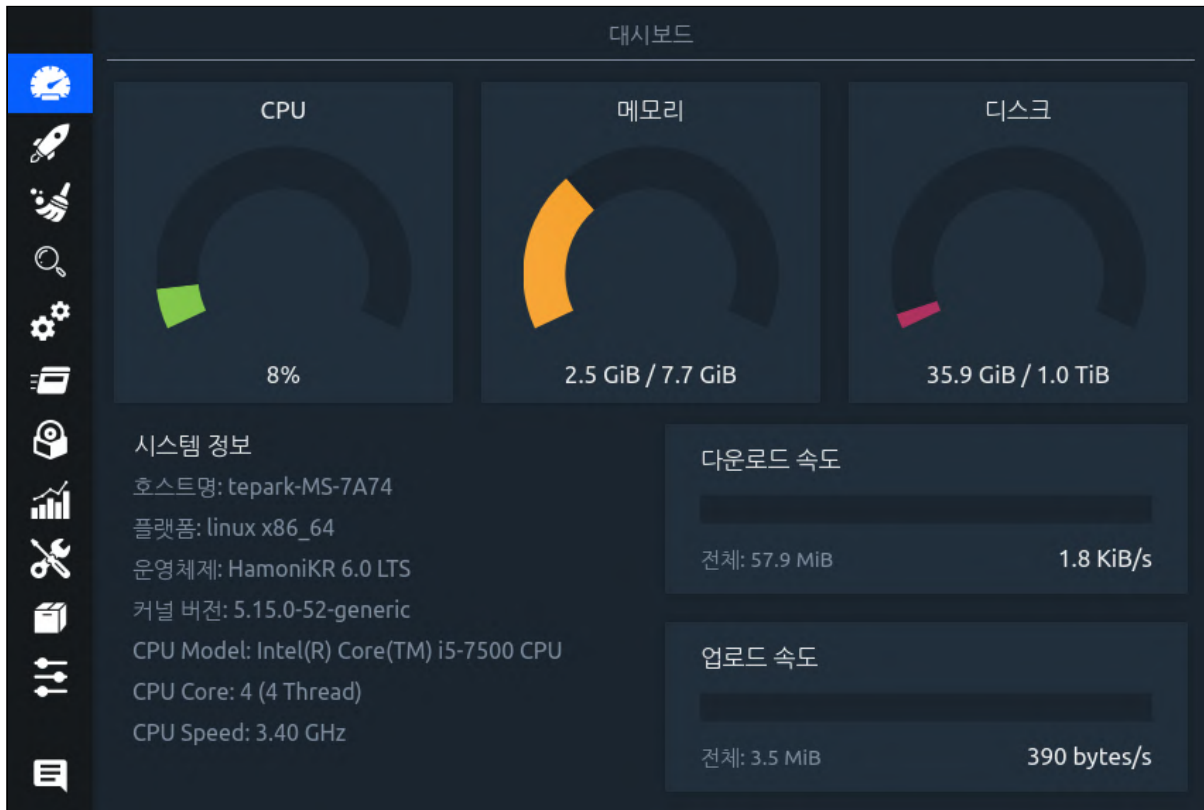 대시보드
CPU
메모리
디스크
8%
2.5 GiB / 7.7 GiB
35.9 GiB / 1.0 TiB
시스템 정보
호스트명: tepark-MS-7A74
플랫폼: linux x86_64
운영체제: HamoniKR 6.0 LTS
커널 버전: 5.15.0-52-generic
CPU Model: Intel(R) Core(TM) i5-7500 CPU
CPU Core: 4 (4 Thread)
CPU Speed: 3.40 GHz
다운로드 속도
전체: 57.9 MiB
1.8 KiB/s
업로드 속도
전체: 3.5 MiB
390 bytes/s